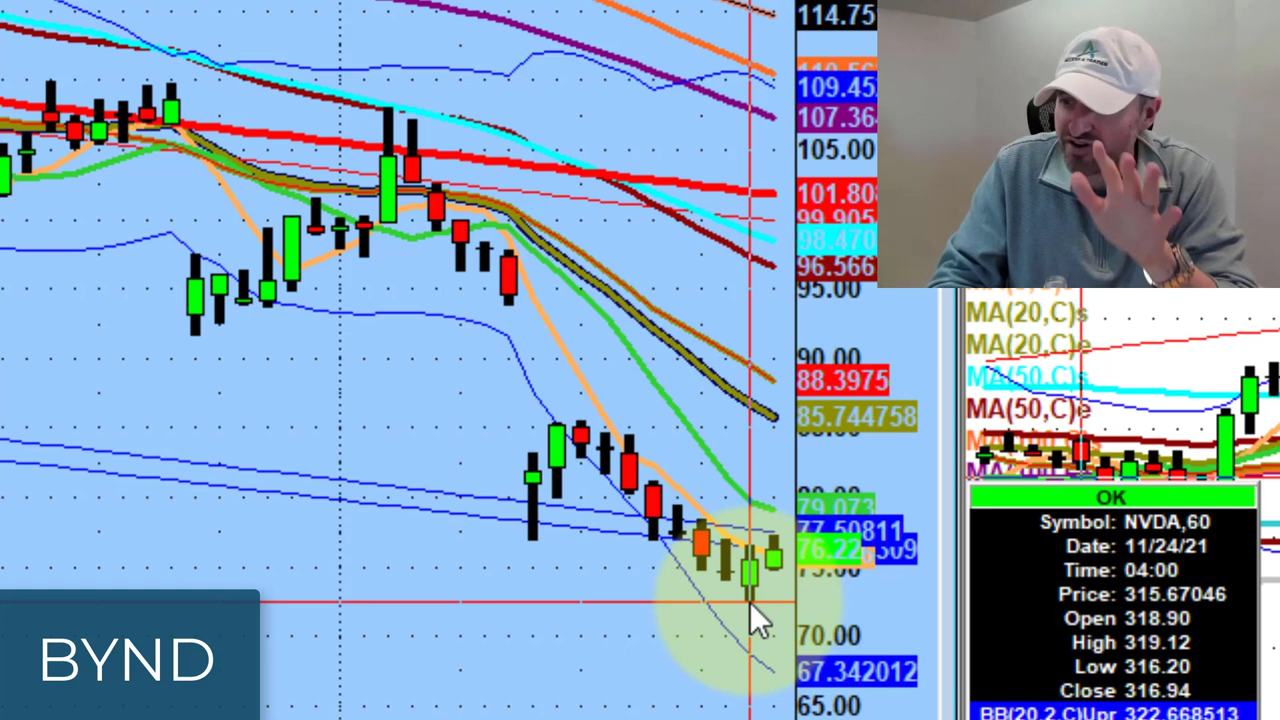 114.75
109.45
107.364
105.00
101.80
99.905
98.470
96.566
95.00
90.00
88.3975
85.744758
79.073
77.50811
76.22
75.00
70.00
67.342012
65.00
BYND
MA(20,C)s
MA(20,C)e
MA(50,C)s
MA(50,C)e
OK
Symbol: NVDA,60
Date: 11/24/21
Time: 04:00
Price: 315.67046
Open 318.90
High 319.12
Low 316.20
Close 316.94
BB(20,2,C)Upr 322.668513